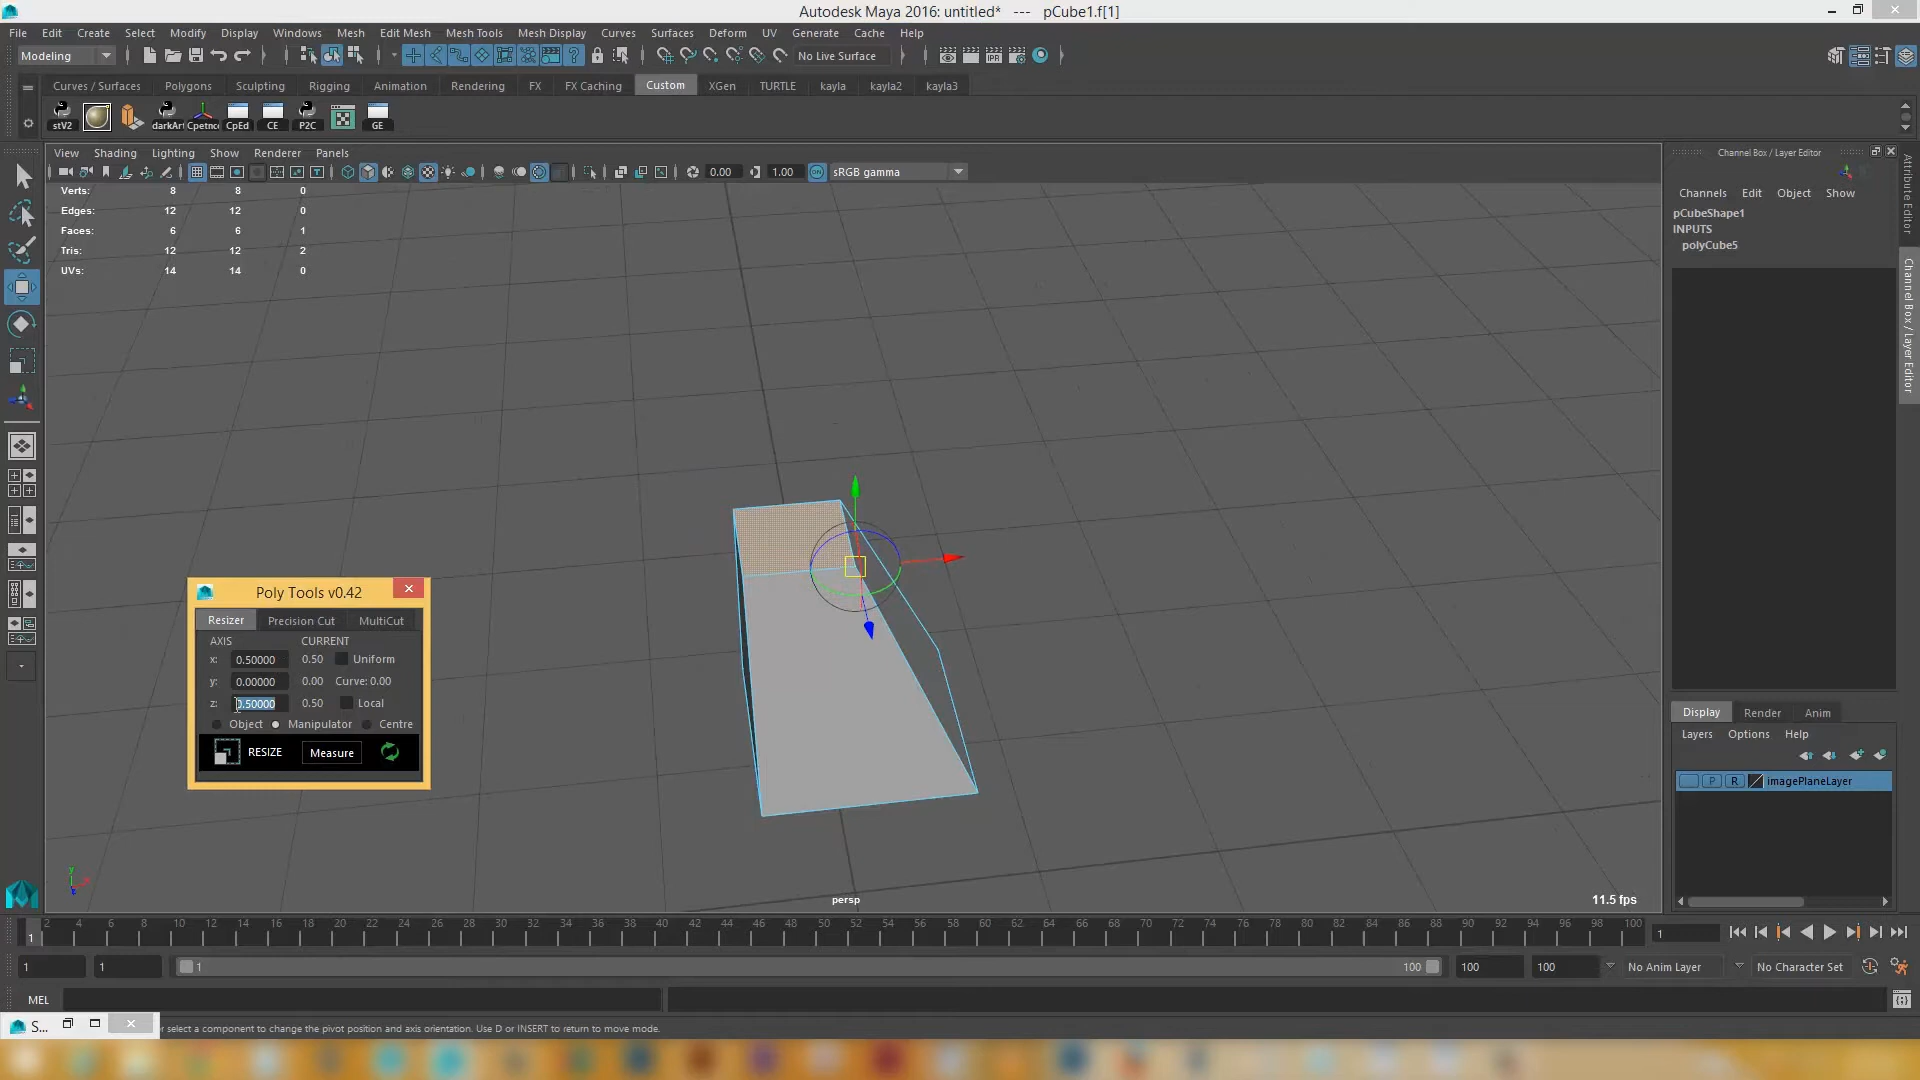 Autodesk Maya 2016: untitled* --- pCube1.f[1]
File Edit Create Select Modify Display Windows Mesh Edit Mesh Mesh Tools Mesh Display Curves Surfaces Deform UV Generate Cache Help
Modeling No Live Surface
Curves / Surfaces Polygons Sculpting Rigging Animation Rendering FX FX Caching Custom XGen TURTLE kayla kayla2 kayla3
stV2 darkArt Cpetnce CpEd CE P2C GE
View Shading Lighting Show Renderer Panels
0.00 1.00 sRGB gamma
Verts: 8 8 0
Edges: 12 12 0
Faces: 6 6 1
Tris: 12 12 2
UVs: 14 14 0
Poly Tools v0.42
Resizer Precision Cut MultiCut
AXIS CURRENT
x: 0.50000 0.50 Uniform
y: 0.00000 0.00 Curve: 0.00
z: 0.50000 0.50 Local
Object Manipulator Centre
RESIZE Measure
persp
11.5 fps
Channel Box / Layer Editor
Channels Edit Object Show
pCubeShape1
INPUTS
polyCube5
Attribute Editor
Channel Box / Layer Editor
Display Render Anim
Layers Options Help
P R imagePlaneLayer
2 4 6 8 10 12 14 16 18 20 22 24 26 28 30 32 34 36 38 40 42 44 46 48 50 52 54 56 58 60 62 64 66 68 70 72 74 76 78 80 82 84 86 88 90 92 94 96 98 100
1 1
1 1 1 100 100 100 No Anim Layer No Character Set
MEL
S... or select a component to change the pivot position and axis orientation. Use D or INSERT to return to move mode.